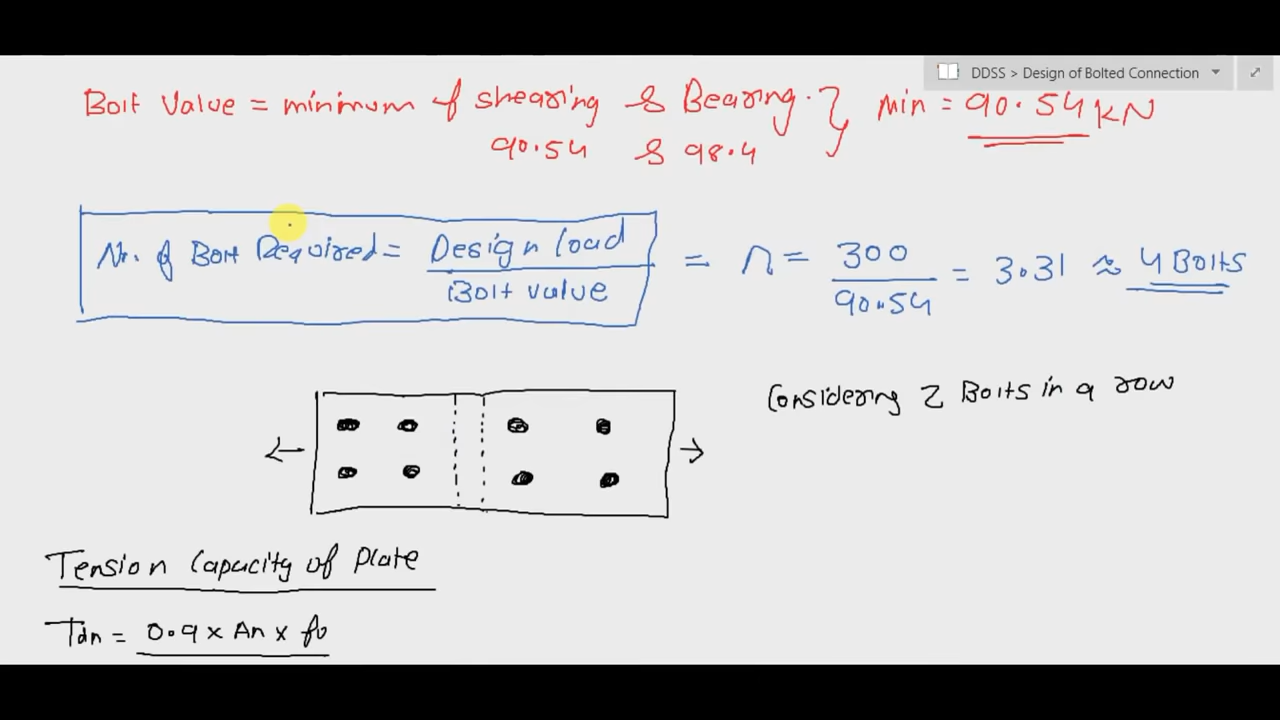 DDSS > Design of Bolted Connection
Bolt Value = minimum of shearing & Bearing. } min = 90.54 kN
90.54 & 98.4
Nr. of Bolt Required = Design load / Bolt value = n = 300 / 90.54 = 3.31 ≈ 4 Bolts
Considering 2 Bolts in a row
Tension Capacity of Plate
Tdn = 0.9 x An x fu